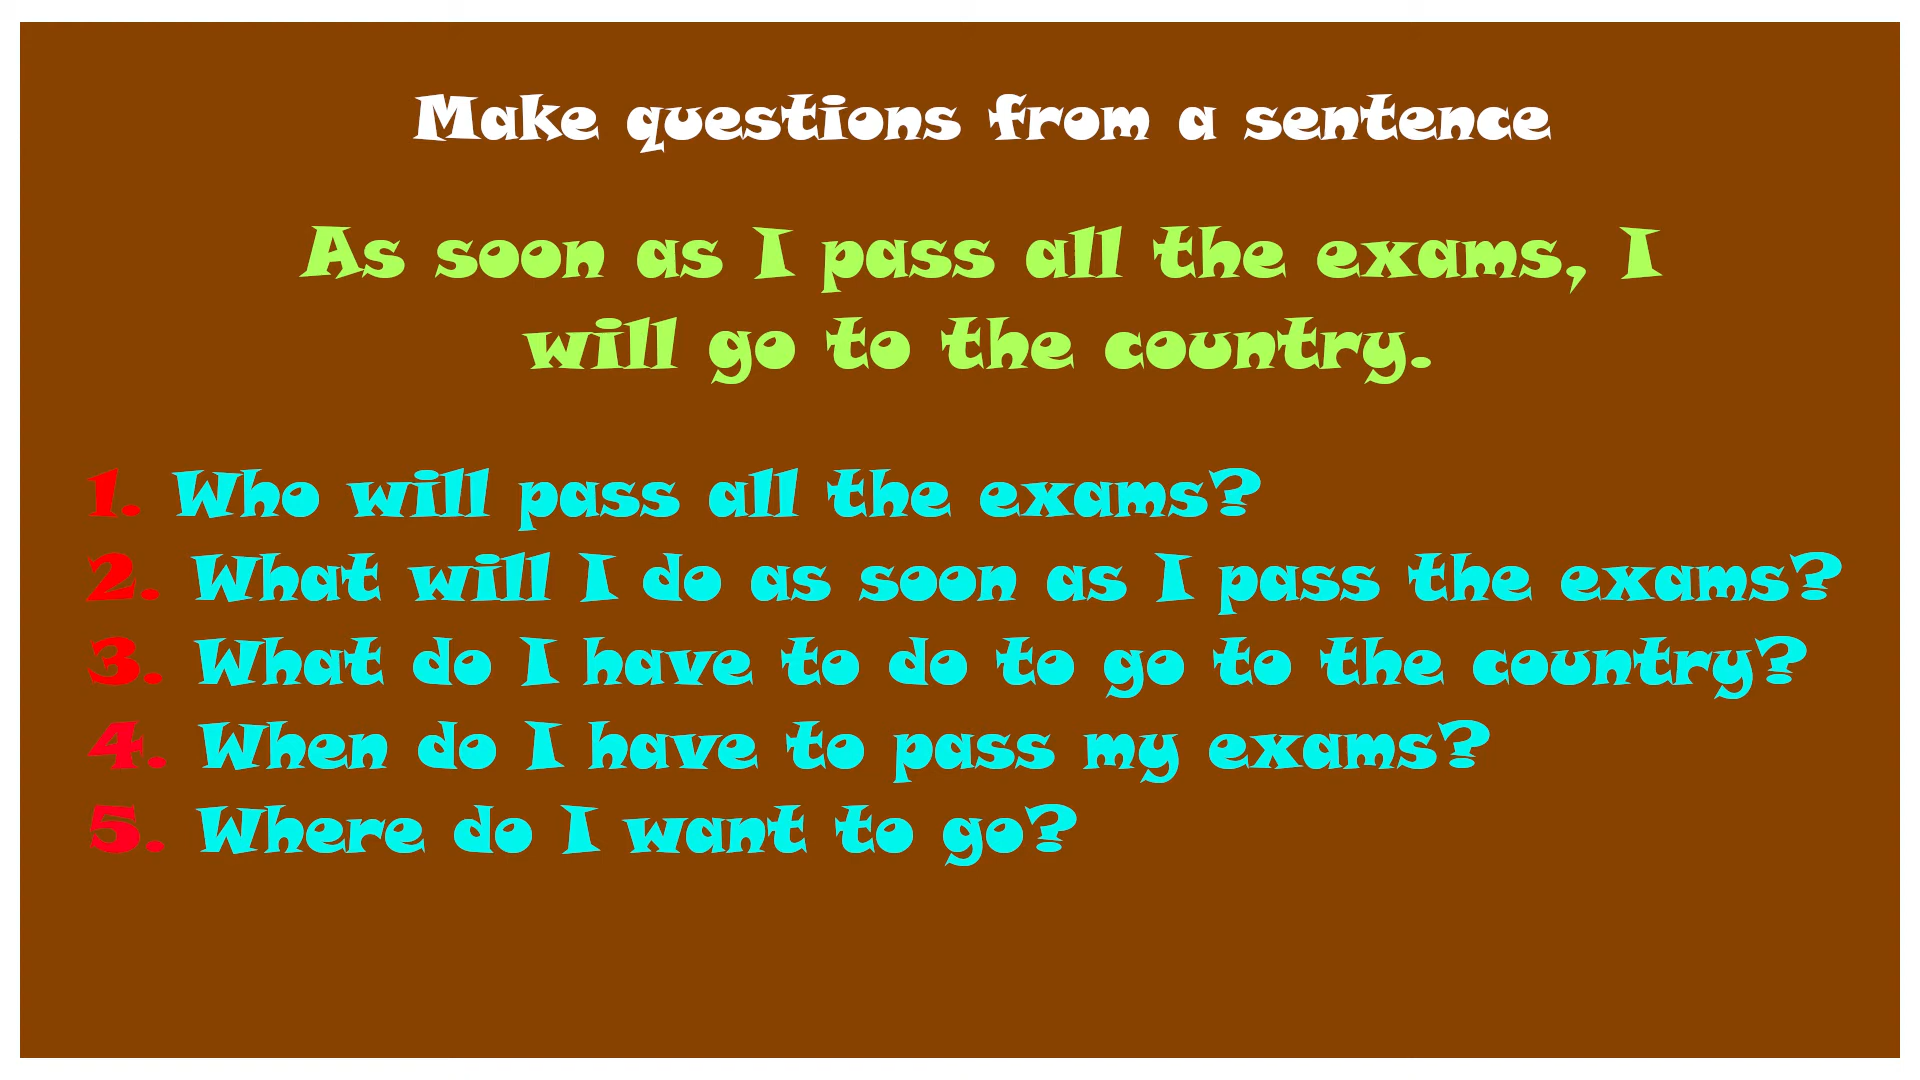 Make questions from a sentence
As soon as I pass all the exams, I
will go to the country.
1. Who will pass all the exams?
2. What will I do as soon as I pass the exams?
3. What do I have to do to go to the country?
4. When do I have to pass my exams?
5. Where do I want to go?